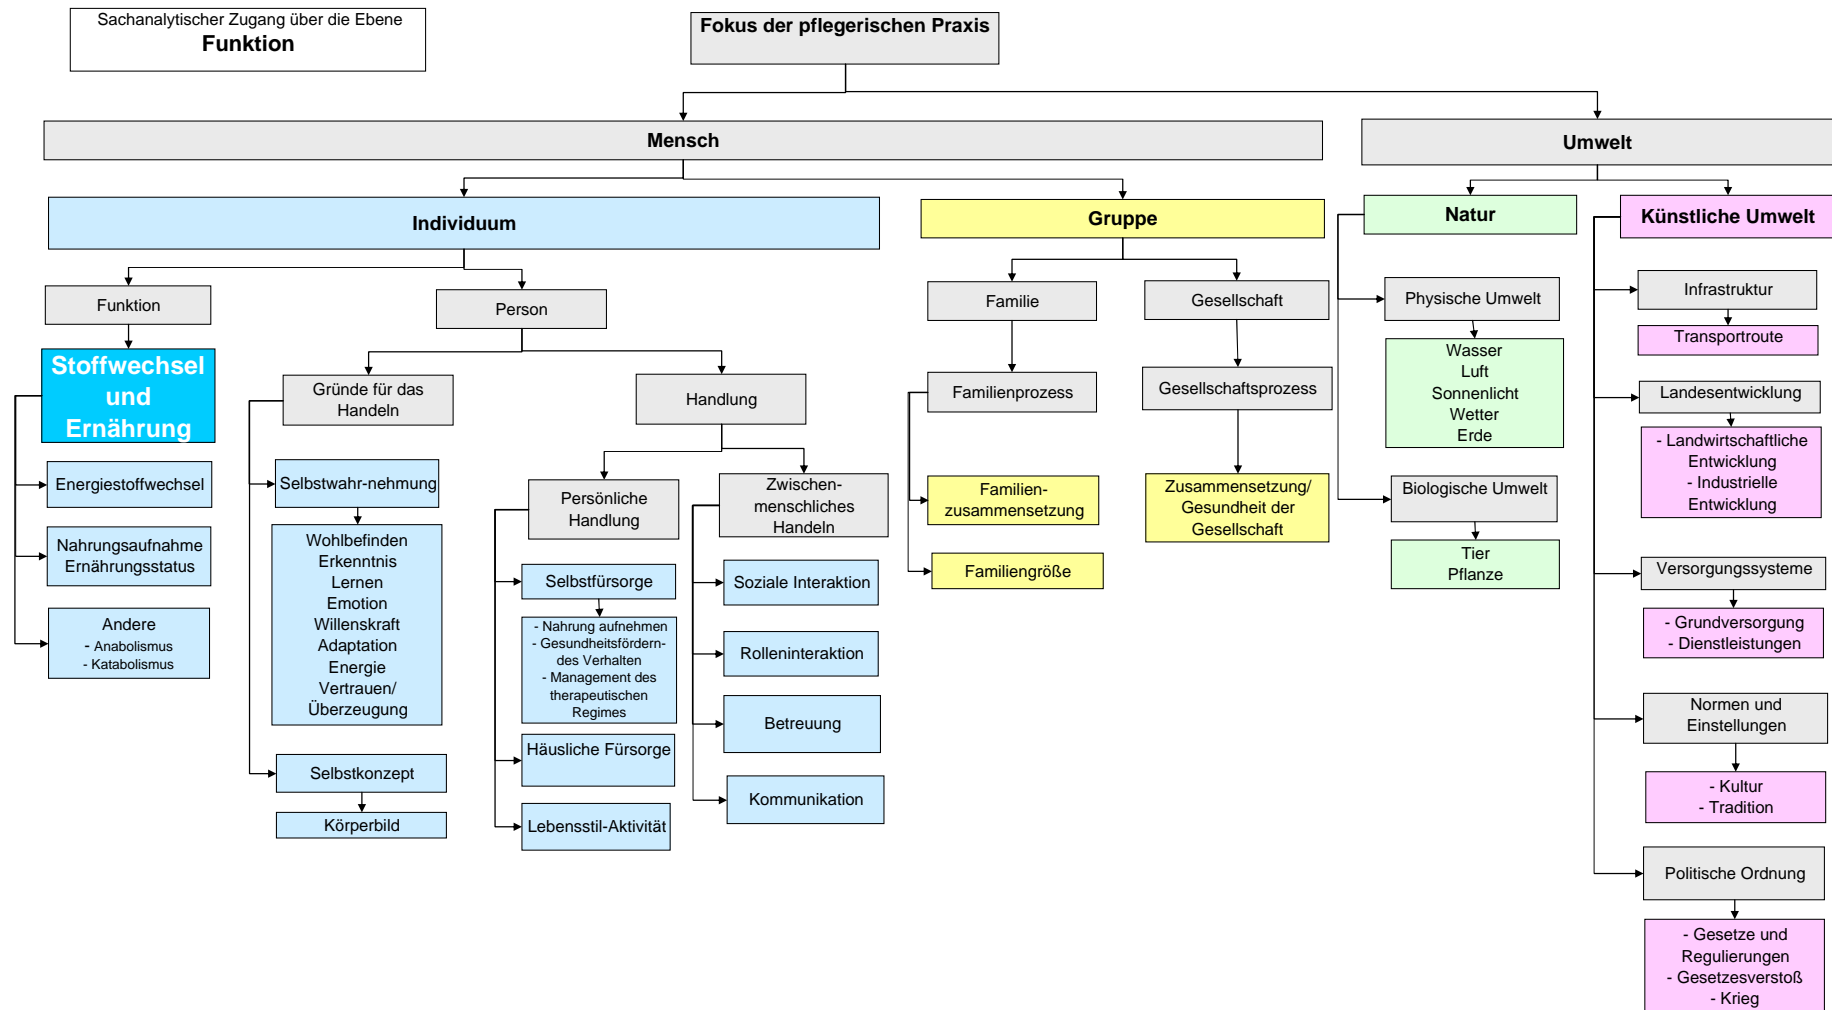 Sachanalytischer Zugang über die Ebene
Funktion
Fokus der pflegerischen Praxis
Mensch
Umwelt
Individuum
Gruppe
Natur
Künstliche Umwelt
Funktion
Person
Familie
Gesellschaft
Physische Umwelt
Infrastruktur
Transportroute
Stoffwechsel
und
Ernährung
Gründe für das
Handeln
Handlung
Familienprozess
Gesellschaftsprozess
Wasser
Luft
Sonnenlicht
Wetter
Erde
Landesentwicklung
- Landwirtschaftliche
Entwicklung
- Industrielle
Entwicklung
Energiestoffwechsel
Selbstwahr-nehmung
Persönliche
Handlung
Zwischen-
menschliches
Handeln
Familien-
zusammensetzung
Zusammensetzung/
Gesundheit der
Gesellschaft
Biologische Umwelt
Nahrungsaufnahme
Ernährungsstatus
Wohlbefinden
Erkenntnis
Lernen
Emotion
Willenskraft
Adaptation
Energie
Vertrauen/
Überzeugung
Selbstfürsorge
Soziale Interaktion
Familiengröße
Tier
Pflanze
Versorgungssysteme
- Grundversorgung
- Dienstleistungen
Andere
- Anabolismus
- Katabolismus
- Nahrung aufnehmen
- Gesundheitsfördern-
des Verhalten
- Management des
therapeutischen
Regimes
Rolleninteraktion
Betreuung
Normen und
Einstellungen
- Kultur
- Tradition
Selbstkonzept
Körperbild
Häusliche Fürsorge
Kommunikation
Lebensstil-Aktivität
Politische Ordnung
- Gesetze und
Regulierungen
- Gesetzesverstoß
- Krieg